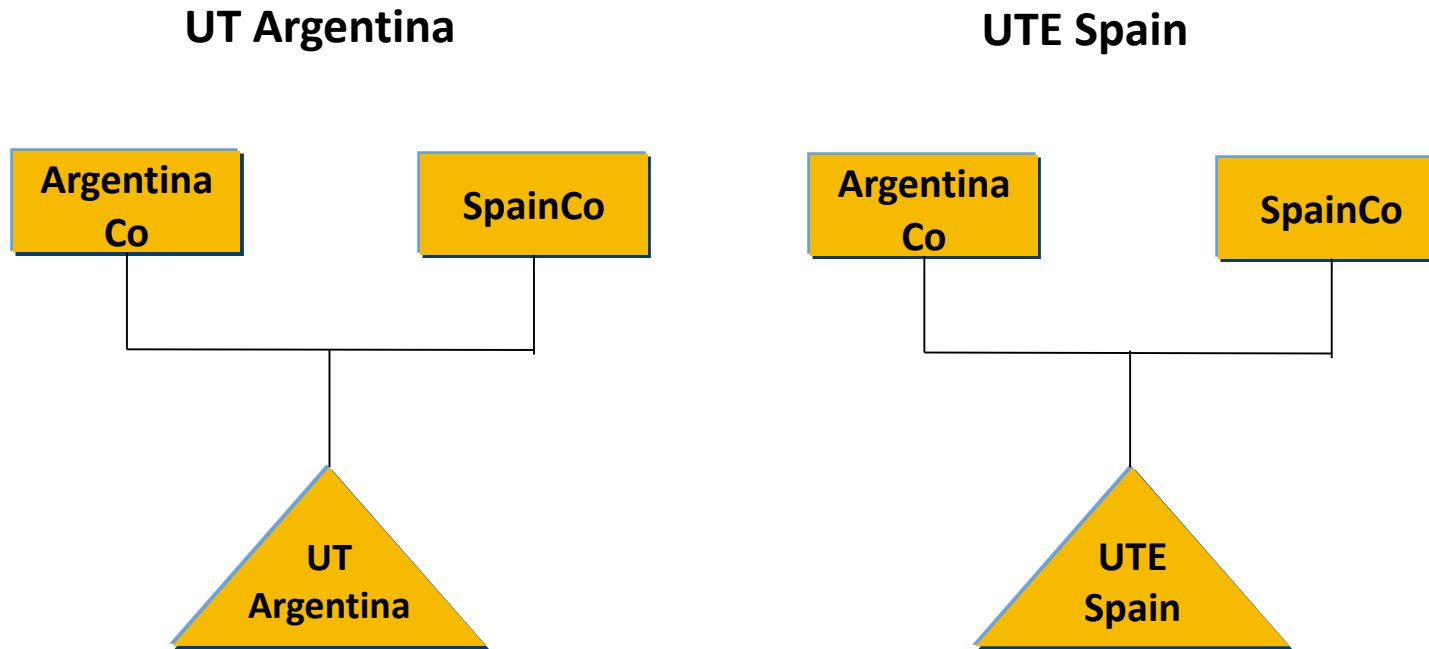 UT Argentina
UTE Spain
Argentina
Co
SpainCo
Argentina
Co
SpainCo
UT
Argentina
UTE
Spain